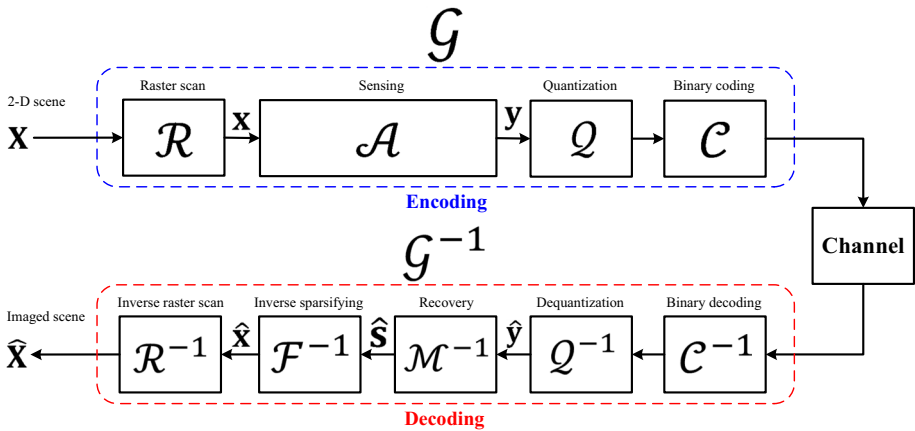 𝒢
Raster scan
Sensing
Quantization
Binary coding
2-D scene
𝐗
ℛ
𝐱
𝒜
𝐲
𝒬
𝒞
Encoding
Channel
𝒢⁻¹
Inverse raster scan
Inverse sparsifying
Recovery
Dequantization
Binary decoding
Imaged scene
𝐗̂
ℛ⁻¹
𝐱̂
ℱ⁻¹
𝐬̂
ℳ⁻¹
𝐲̂
𝒬⁻¹
𝒞⁻¹
Decoding